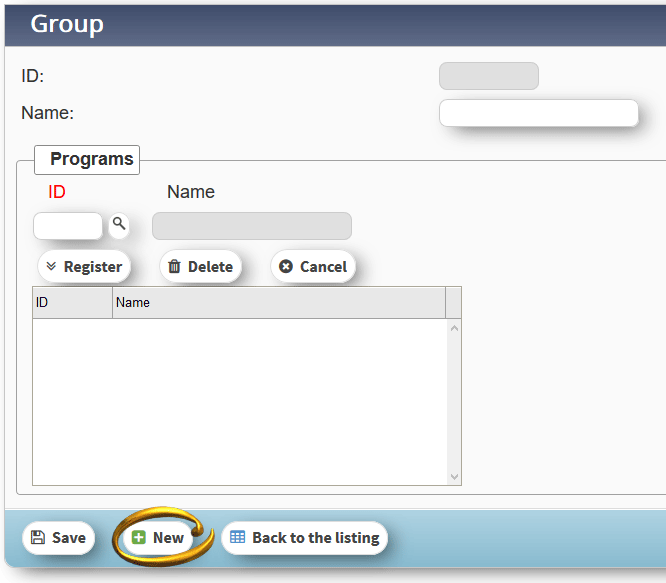 Group
ID:
Name:
Programs
ID Name
Register Delete Cancel
ID Name
Save New Back to the listing